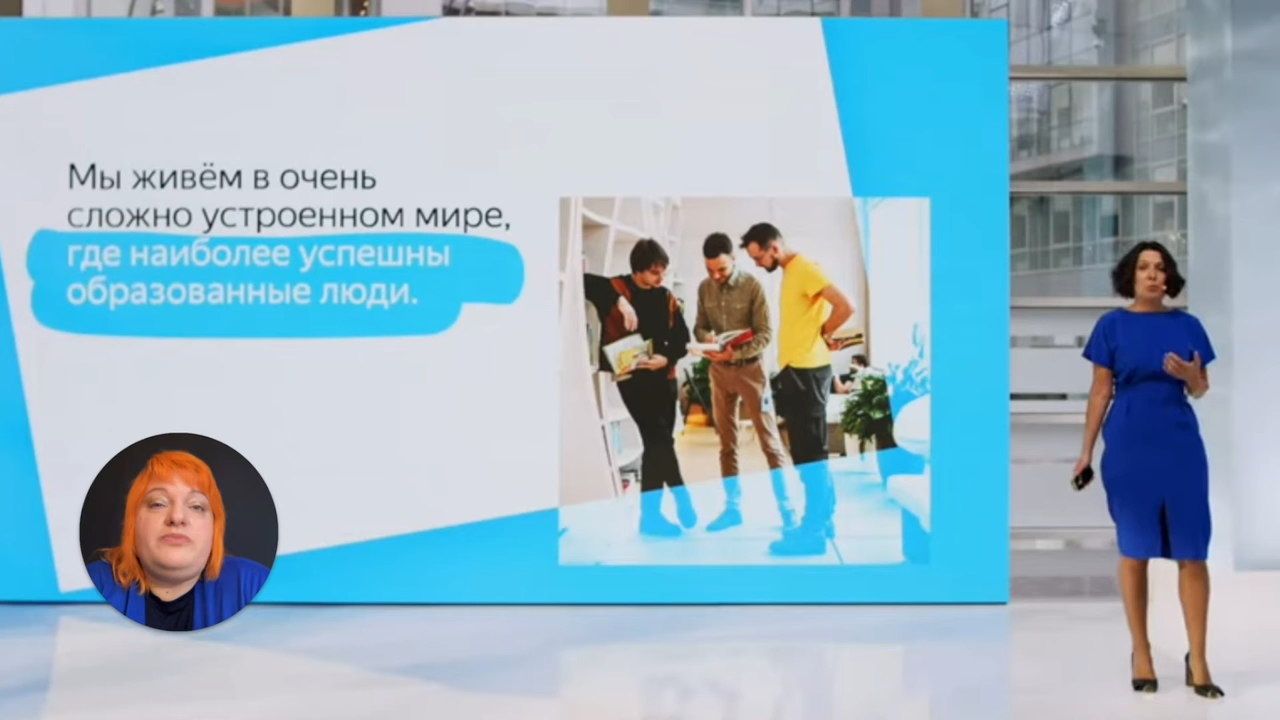 Мы живём в очень
сложно устроенном мире,
где наиболее успешны
образованные люди.